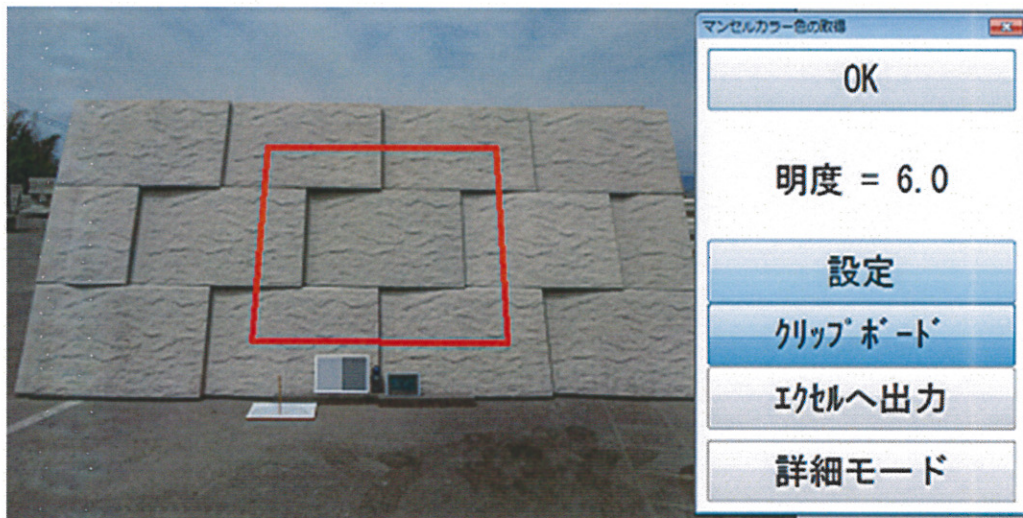 マンセルカラー色の取得
OK
明度 = 6.0
設定
ｸﾘｯﾌﾟﾎﾞｰﾄﾞ
ｴｸｾﾙへ出力
詳細モード